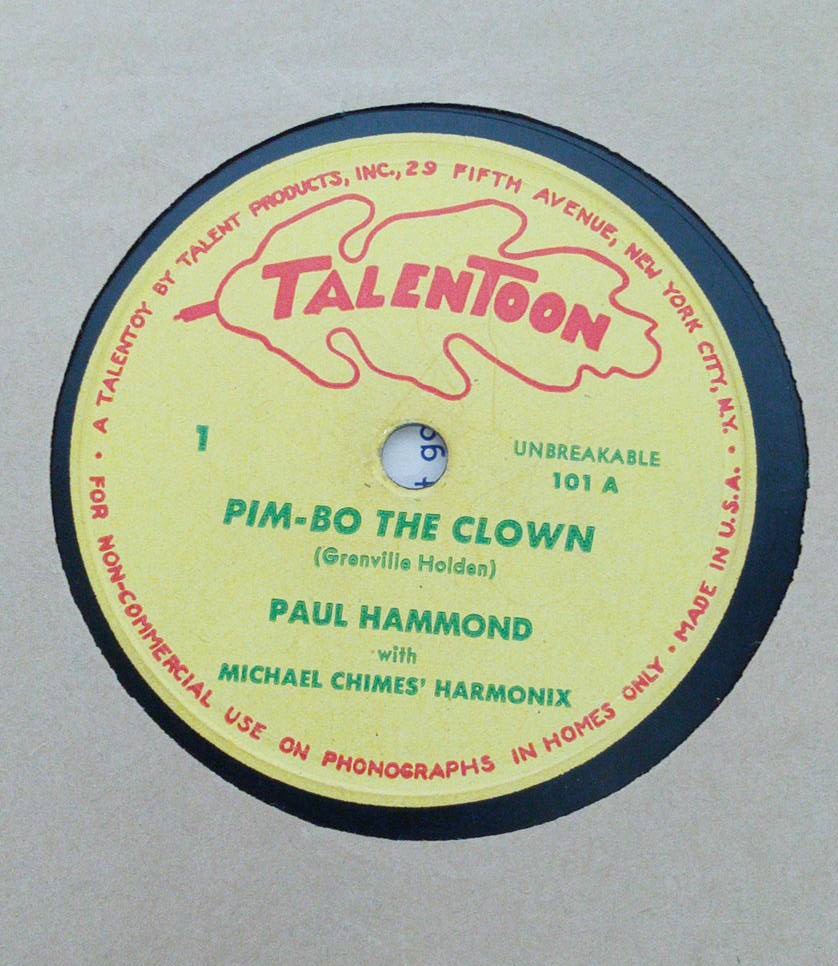 • A TALENTOY BY TALENT PRODUCTS, INC., 29 FIFTH AVENUE, NEW YORK CITY, N.Y. •
TALENTOON
1
UNBREAKABLE
101 A
PIM-BO THE CLOWN
(Grenville Holden)
PAUL HAMMOND
with
MICHAEL CHIMES' HARMONIX
FOR NON-COMMERCIAL USE ON PHONOGRAPHS IN HOMES ONLY • MADE IN U.S.A.